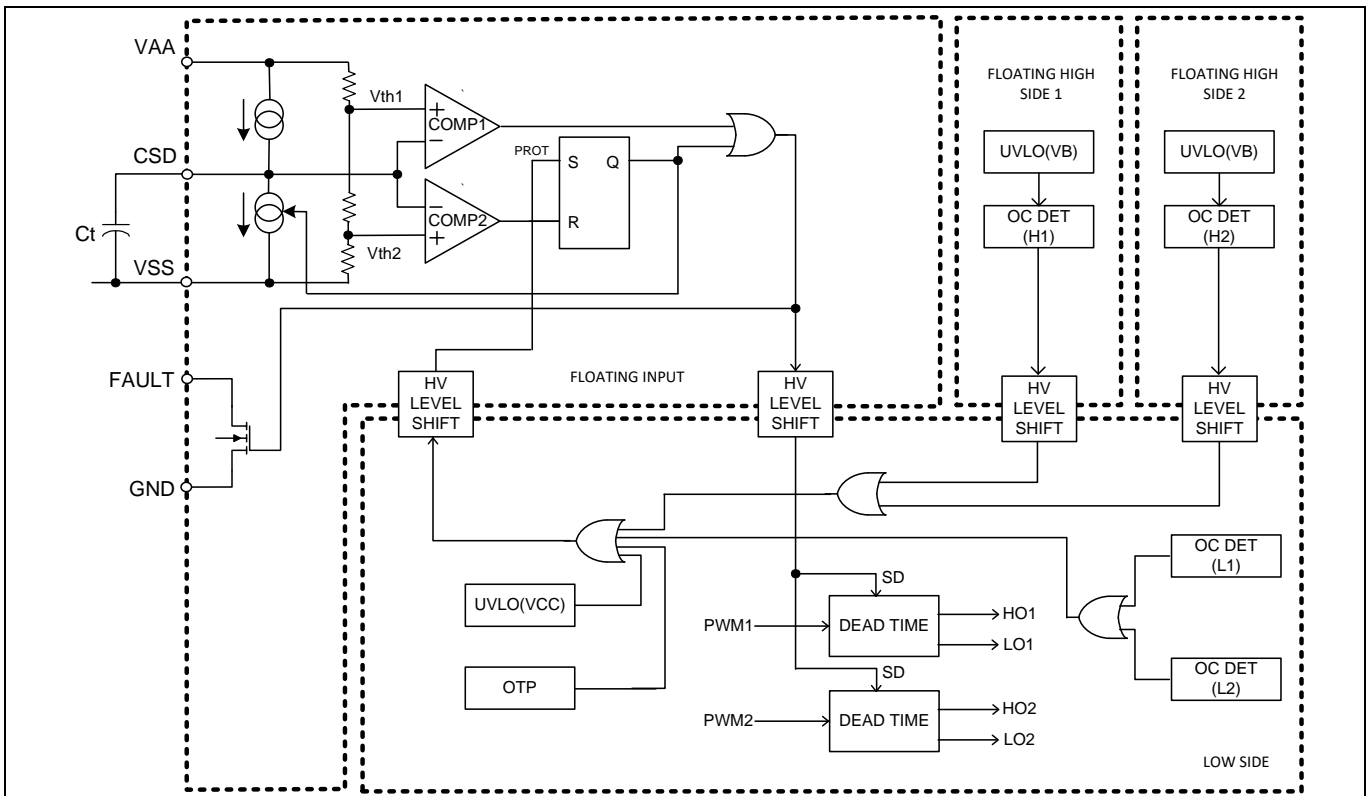 VAA
Vth1
+
COMP1
−
CSD
PROT
S
Q
R
−
COMP2
+
Vth2
Ct
VSS
FLOATING HIGH
SIDE 1
UVLO(VB)
OC DET
(H1)
FLOATING HIGH
SIDE 2
UVLO(VB)
OC DET
(H2)
FAULT
GND
HV
LEVEL
SHIFT
FLOATING INPUT
HV
LEVEL
SHIFT
HV
LEVEL
SHIFT
HV
LEVEL
SHIFT
UVLO(VCC)
OTP
SD
PWM1
DEAD TIME
HO1
LO1
SD
PWM2
DEAD TIME
HO2
LO2
OC DET
(L1)
OC DET
(L2)
LOW SIDE